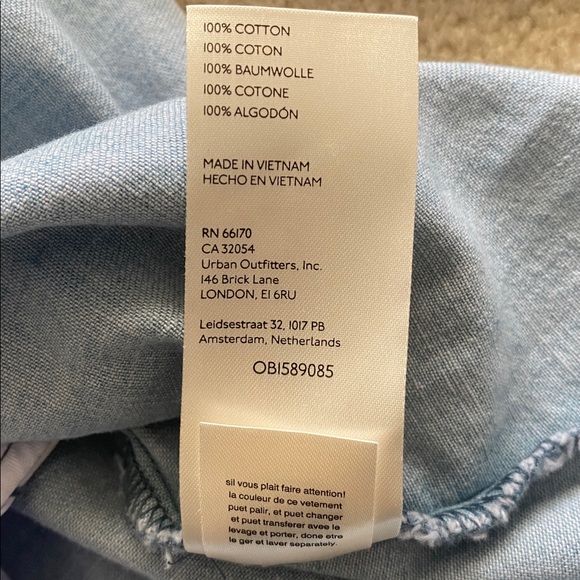 100% COTTON
100% COTON
100% BAUMWOLLE
100% COTONE
100% ALGODÓN
MADE IN VIETNAM
HECHO EN VIETNAM
RN 66170
CA 32054
Urban Outfitters, Inc.
146 Brick Lane
LONDON, E1 6RU
Leidsestraat 32, 1017 PB
Amsterdam, Netherlands
OB1589085
sil vous plait faire attention!
la couleur de ce vetement
puet palir, et puet changer
et puet transferer avec le
levage et porter, donc etre
le ger et laver separately.